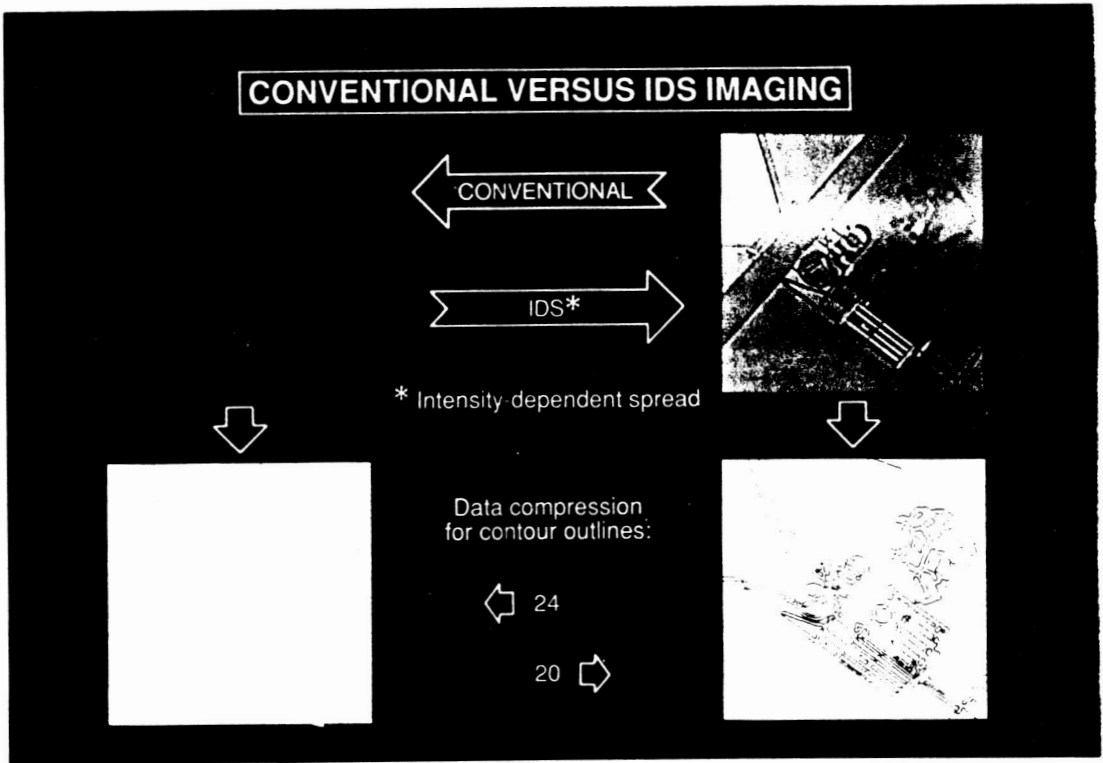 CONVENTIONAL VERSUS IDS IMAGING
CONVENTIONAL
IDS*
* Intensity-dependent spread
Data compression
for contour outlines:
24
20